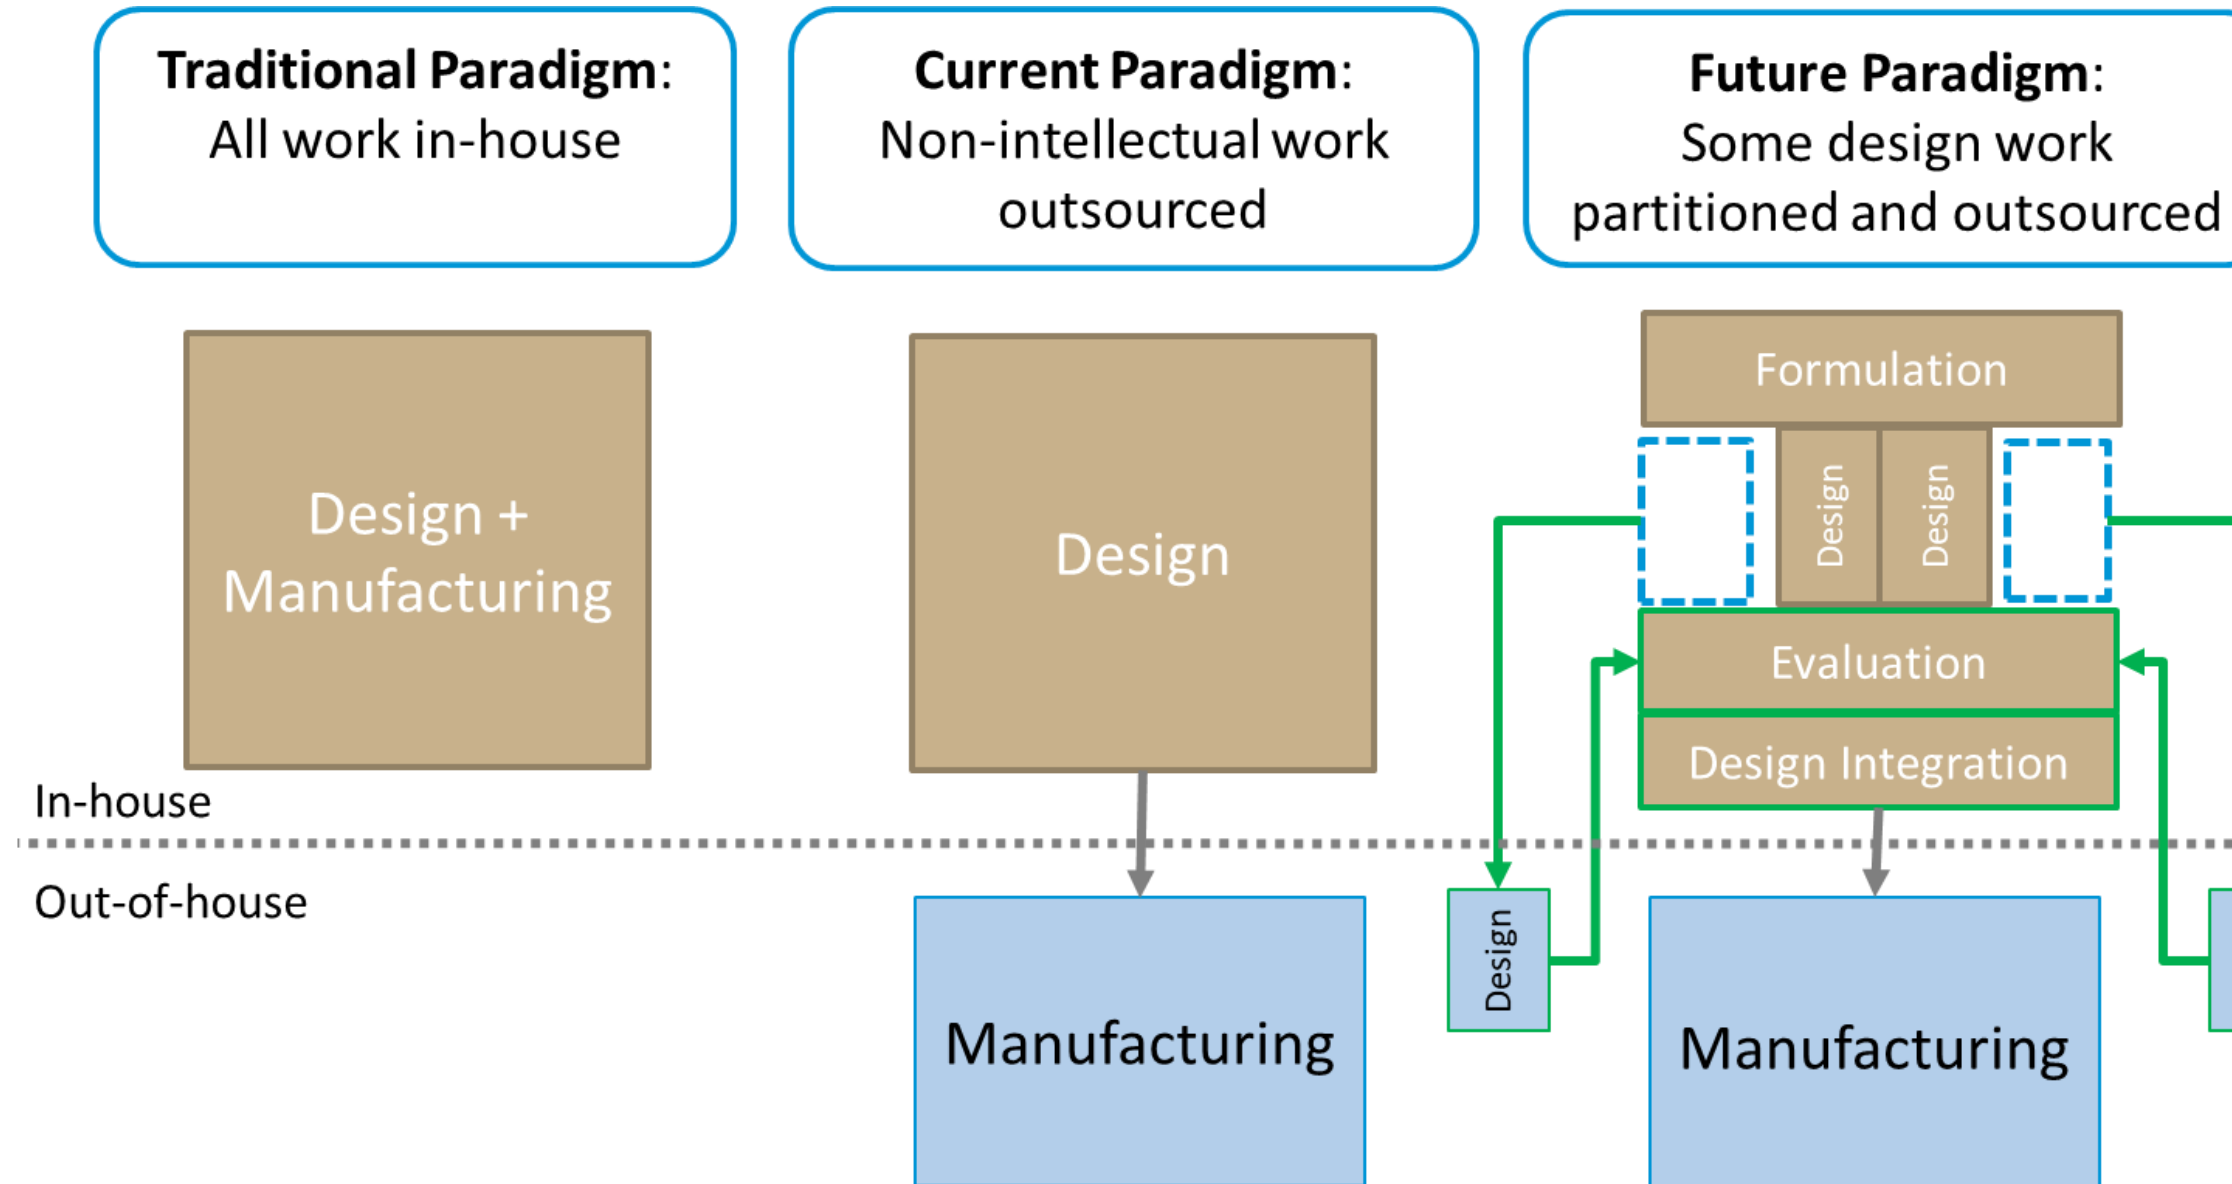 Traditional Paradigm:
All work in-house
Current Paradigm:
Non-intellectual work
outsourced
Future Paradigm:
Some design work
partitioned and outsourced
Design +
Manufacturing
Design
Formulation
Design
Design
Evaluation
Design Integration
In-house
Out-of-house
Manufacturing
Design
Manufacturing